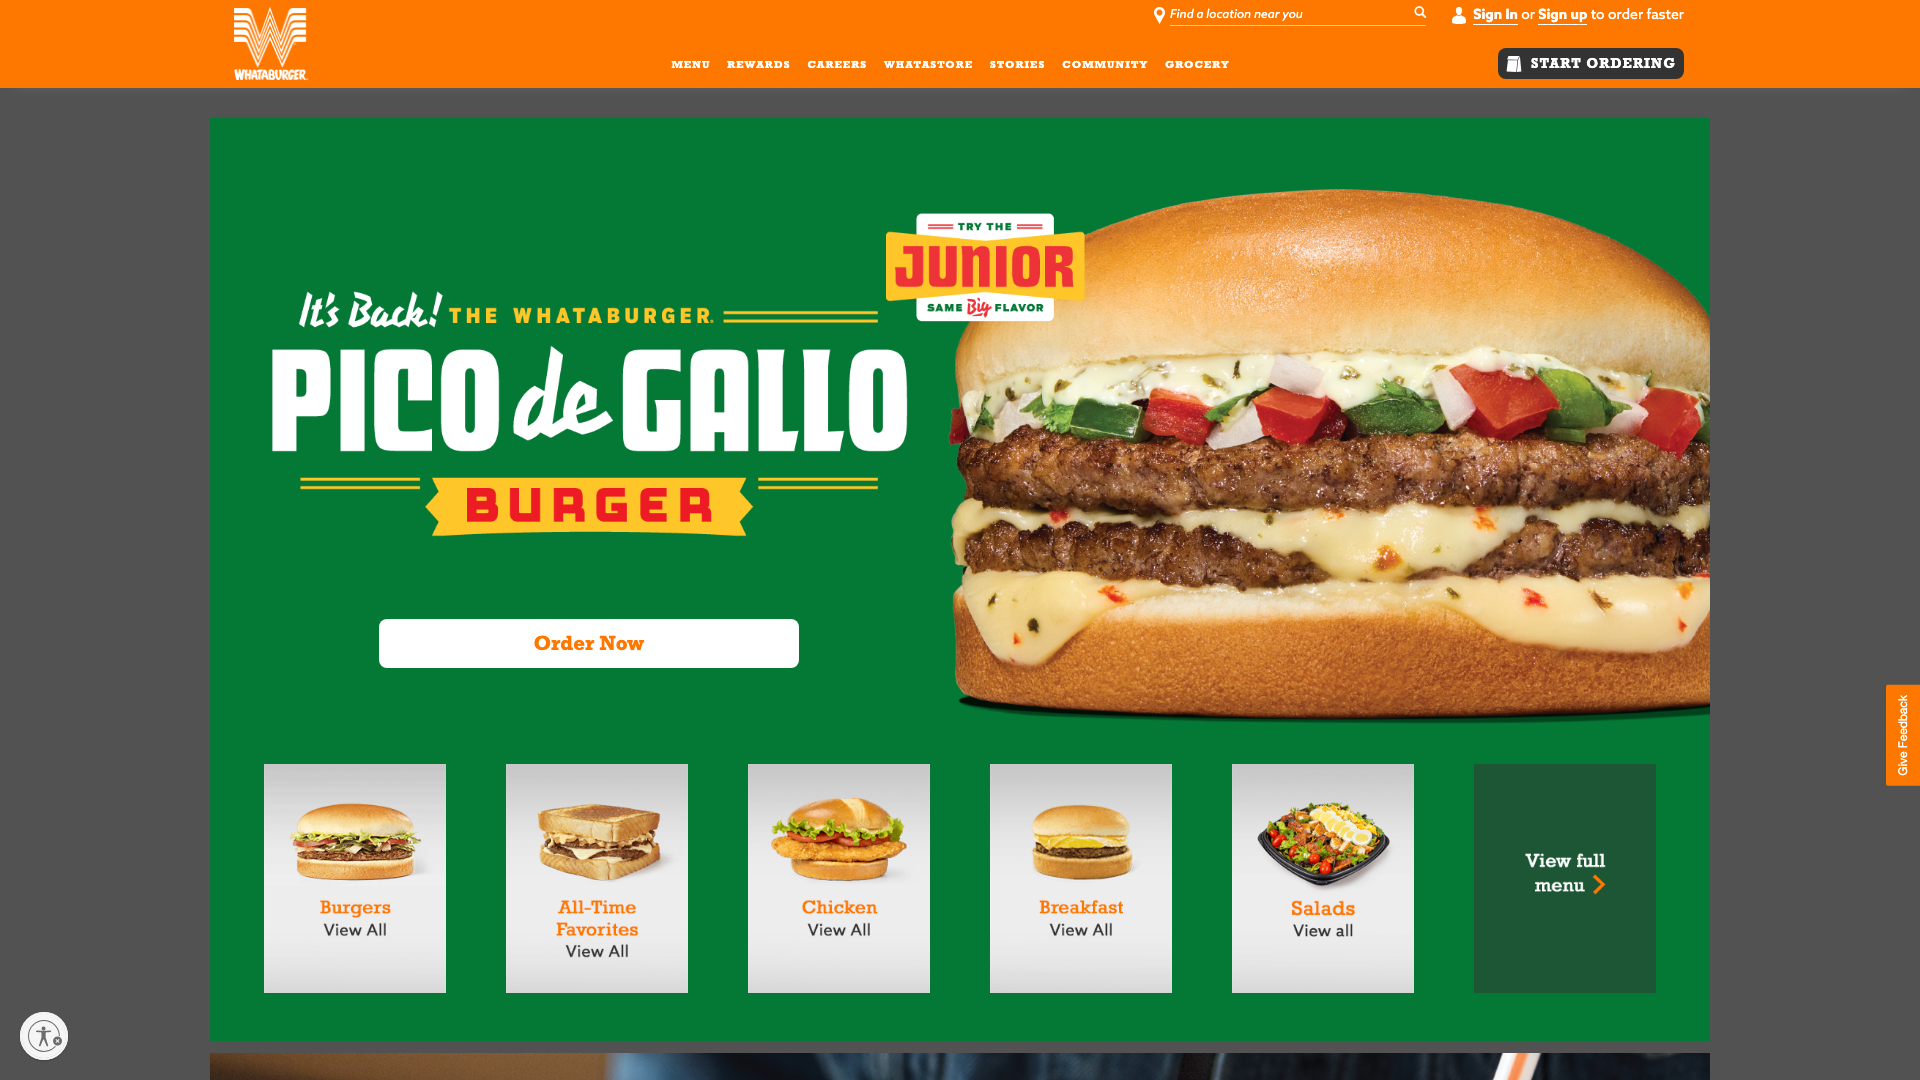 WHATABURGER
Find a location near you
Sign In or Sign up to order faster
MENU REWARDS CAREERS WHATASTORE STORIES COMMUNITY GROCERY
START ORDERING
TRY THE
JUNIOR
SAME Big FLAVOR
It's Back! THE WHATABURGER®
PICO de GALLO
BURGER
Order Now
Give Feedback
Burgers
View All
All-Time
Favorites
View All
Chicken
View All
Breakfast
View All
Salads
View all
View full
menu